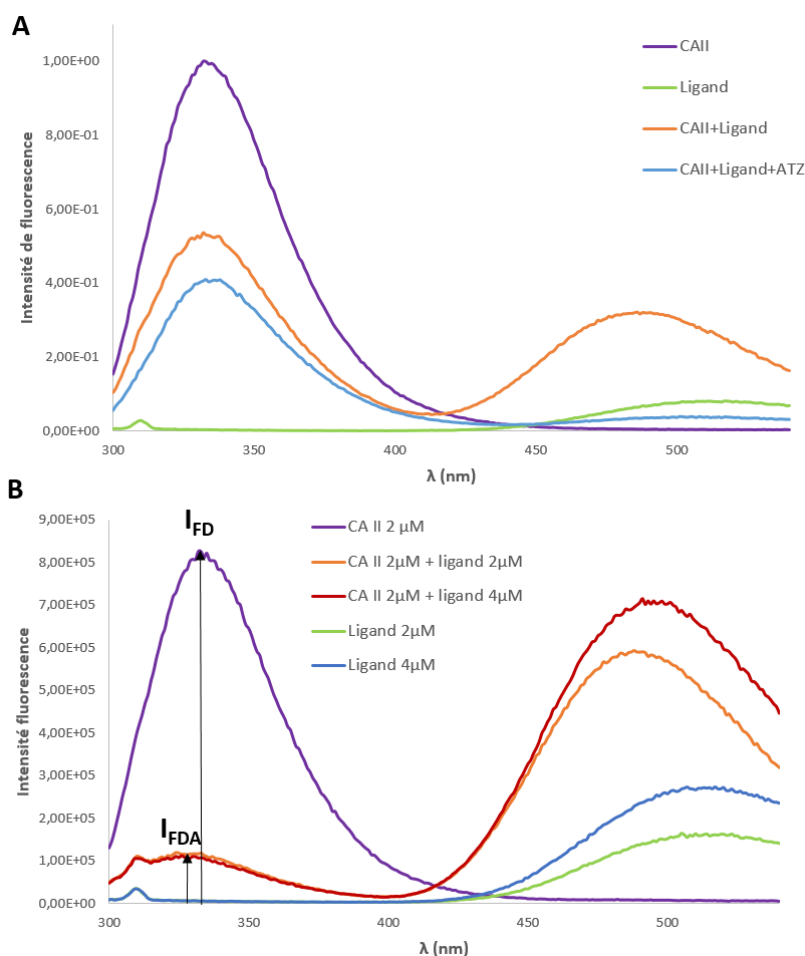 A
CAII
Ligand
CAII+Ligand
CAII+Ligand+ATZ
Intensité de fluorescence
1,00E+00
8,00E-01
6,00E-01
4,00E-01
2,00E-01
0,00E+00
300
350
400
450
500
λ (nm)
B
I_FD
I_FDA
CA II 2 µM
CA II 2µM + ligand 2µM
CA II 2µM + ligand 4µM
Ligand 2µM
Ligand 4µM
Intensité fluorescence
9,00E+05
8,00E+05
7,00E+05
6,00E+05
5,00E+05
4,00E+05
3,00E+05
2,00E+05
1,00E+05
0,00E+00
300
350
400
450
500
λ (nm)